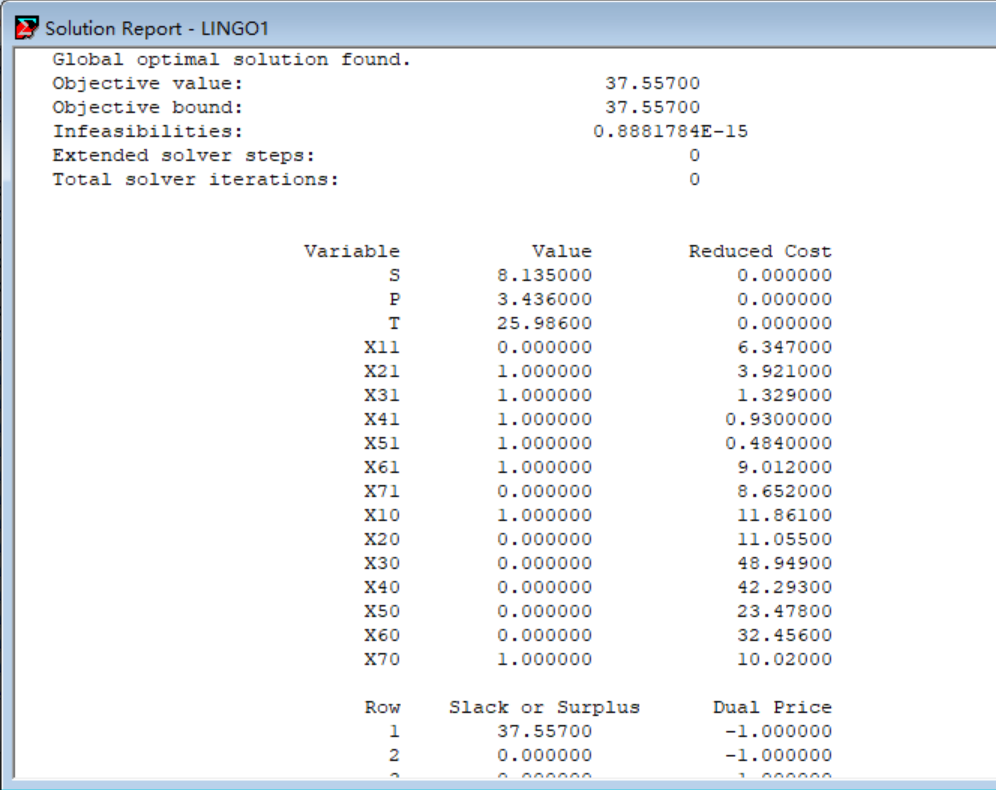 Solution Report - LINGO1
Global optimal solution found.
Objective value: 37.55700
Objective bound: 37.55700
Infeasibilities: 0.8881784E-15
Extended solver steps: 0
Total solver iterations: 0
Variable Value Reduced Cost
S 8.135000 0.000000
P 3.436000 0.000000
T 25.98600 0.000000
X11 0.000000 6.347000
X21 1.000000 3.921000
X31 1.000000 1.329000
X41 1.000000 0.9300000
X51 1.000000 0.4840000
X61 1.000000 9.012000
X71 0.000000 8.652000
X10 1.000000 11.86100
X20 0.000000 11.05500
X30 0.000000 48.94900
X40 0.000000 42.29300
X50 0.000000 23.47800
X60 0.000000 32.45600
X70 1.000000 10.02000
Row Slack or Surplus Dual Price
1 37.55700 -1.000000
2 0.000000 -1.000000